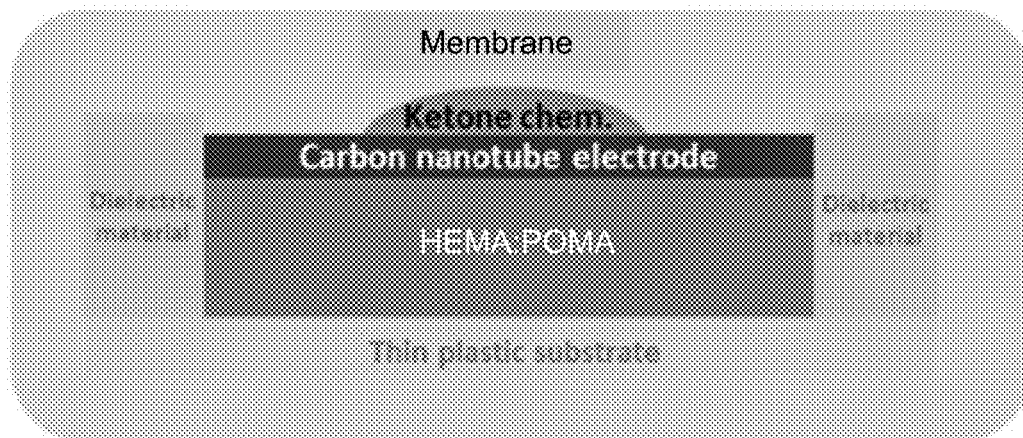 Membrane
Ketone chem.
Carbon nanotube electrode
Dielectric
material
HEMA:POMA
Dielectric
material
Thin plastic substrate